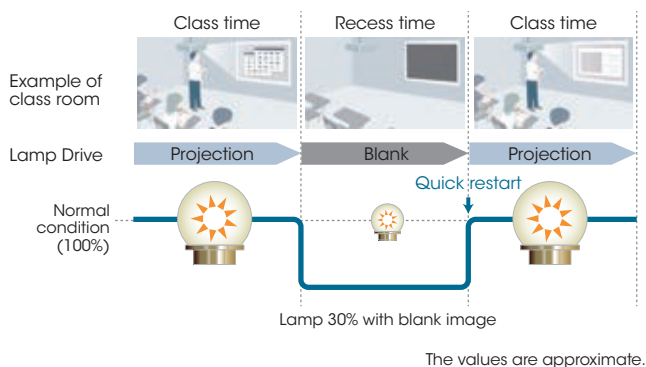 Class time
Recess time
Class time
Example of
class room
Lamp Drive
Projection
Blank
Projection
Quick restart
Normal
condition
(100%)
Lamp 30% with blank image
The values are approximate.